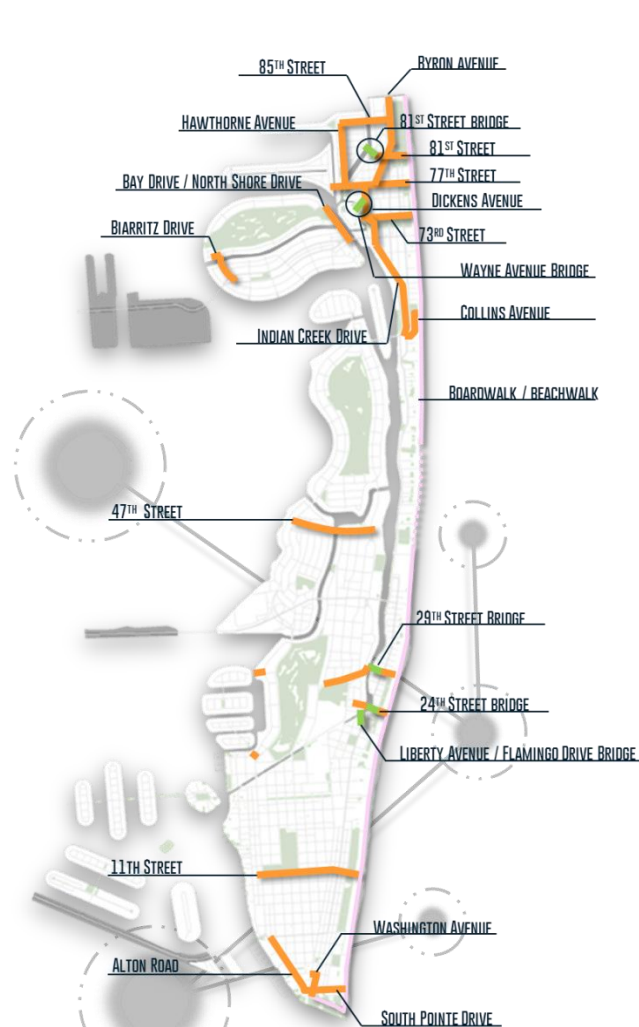 BYRON AVENUE
85TH STREET
HAWTHORNE AVENUE
81ST STREET BRIDGE
81ST STREET
77TH STREET
BAY DRIVE / NORTH SHORE DRIVE
DICKENS AVENUE
BIARRITZ DRIVE
73RD STREET
WAYNE AVENUE BRIDGE
COLLINS AVENUE
INDIAN CREEK DRIVE
BOARDWALK / BEACHWALK
47TH STREET
29TH STREET BRIDGE
24TH STREET BRIDGE
LIBERTY AVENUE / FLAMINGO DRIVE BRIDGE
11TH STREET
WASHINGTON AVENUE
ALTON ROAD
SOUTH POINTE DRIVE